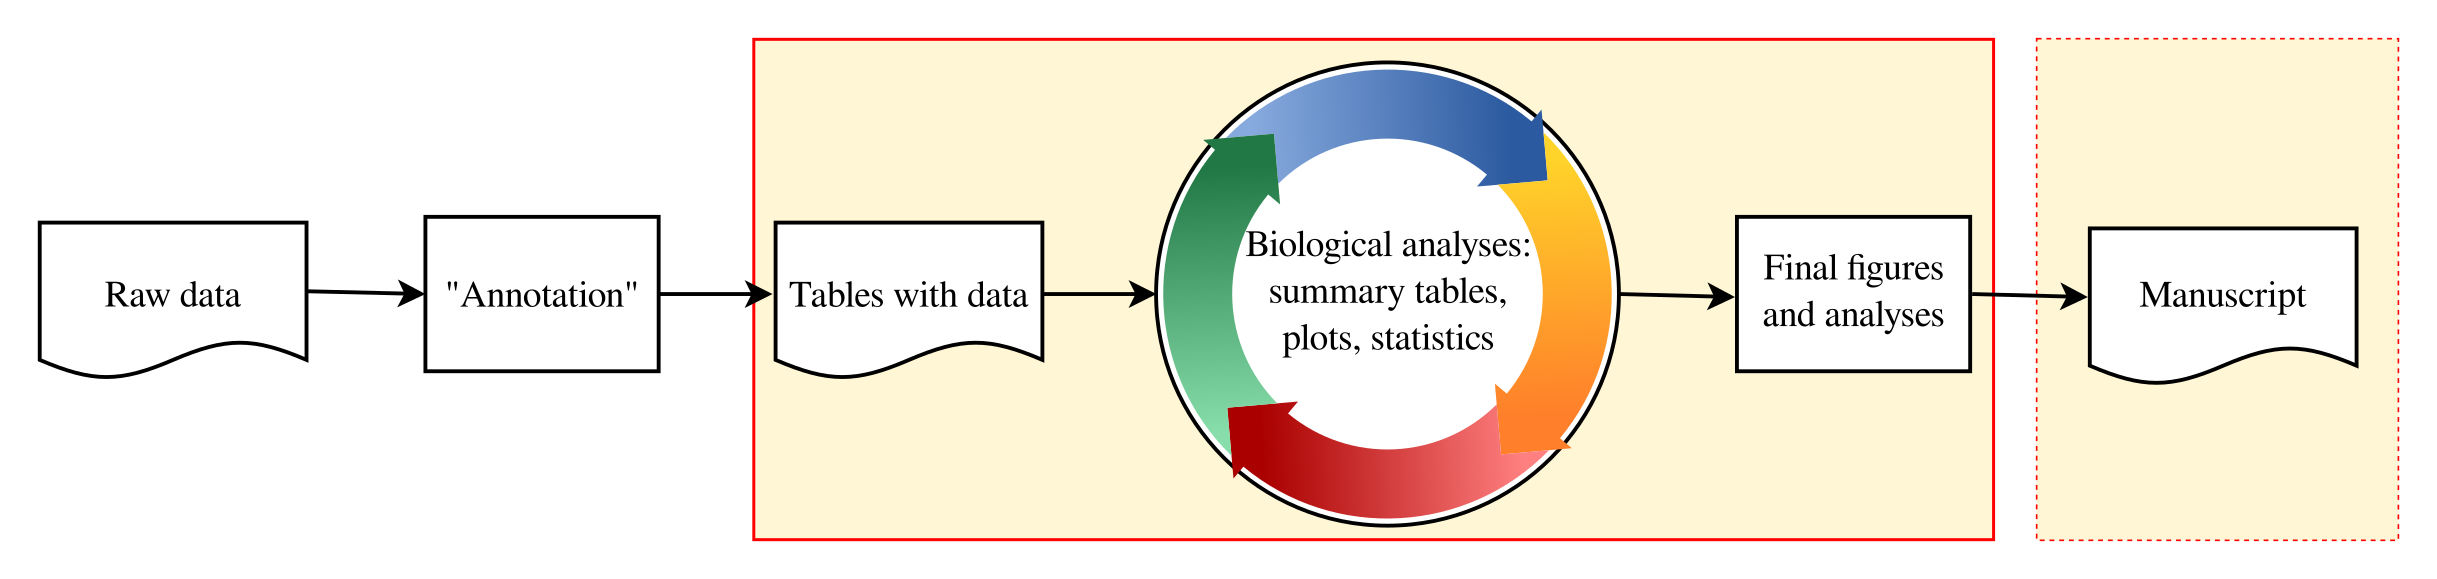 Raw data
"Annotation"
Tables with data
Biological analyses:
summary tables,
plots, statistics
Final figures
and analyses
Manuscript